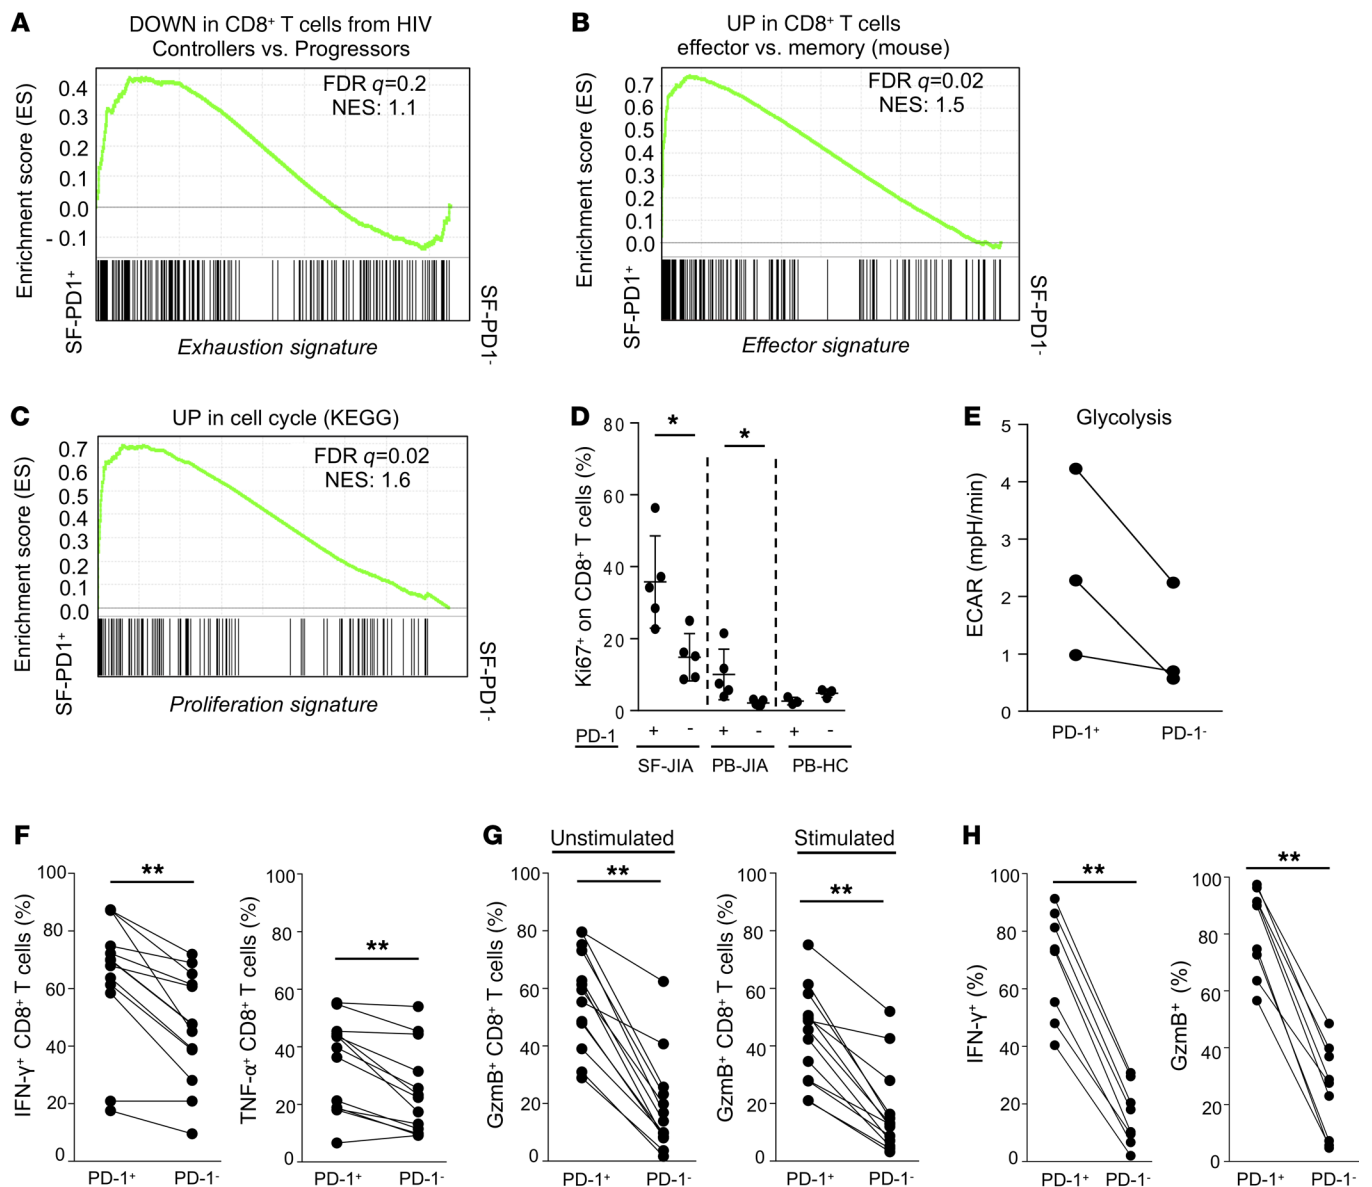 A
DOWN in CD8⁺ T cells from HIV
Controllers vs. Progressors
FDR q=0.2
NES: 1.1
Enrichment score (ES)
0.4
0.3
0.2
0.1
0.0
- 0.1
SF-PD1⁺
SF-PD1⁻
Exhaustion signature
B
UP in CD8⁺ T cells
effector vs. memory (mouse)
FDR q=0.02
NES: 1.5
Enrichment score (ES)
0.7
0.6
0.5
0.4
0.3
0.2
0.1
0.0
SF-PD1⁺
SF-PD1⁻
Effector signature
C
UP in cell cycle (KEGG)
FDR q=0.02
NES: 1.6
Enrichment score (ES)
0.7
0.6
0.5
0.4
0.3
0.2
0.1
0.0
SF-PD1⁺
SF-PD1⁻
Proliferation signature
D
Ki67⁺ on CD8⁺ T cells (%)
80
60
40
20
0
*
*
PD-1
+ - + - + -
SF-JIA PB-JIA PB-HC
E
Glycolysis
ECAR (mpH/min)
5
4
3
2
1
0
PD-1⁺ PD-1⁻
F
IFN-γ⁺ CD8⁺ T cells (%)
100
80
60
40
20
0
**
PD-1⁺ PD-1⁻
TNF-α⁺ CD8⁺ T cells (%)
100
80
60
40
20
0
**
PD-1⁺ PD-1⁻
G
Unstimulated
GzmB⁺ CD8⁺ T cells (%)
100
80
60
40
20
0
**
PD-1⁺ PD-1⁻
Stimulated
GzmB⁺ CD8⁺ T cells (%)
100
80
60
40
20
0
**
PD-1⁺ PD-1⁻
H
IFN-γ⁺ (%)
100
80
60
40
20
0
**
PD-1⁺ PD-1⁻
GzmB⁺ (%)
100
80
60
40
20
0
**
PD-1⁺ PD-1⁻